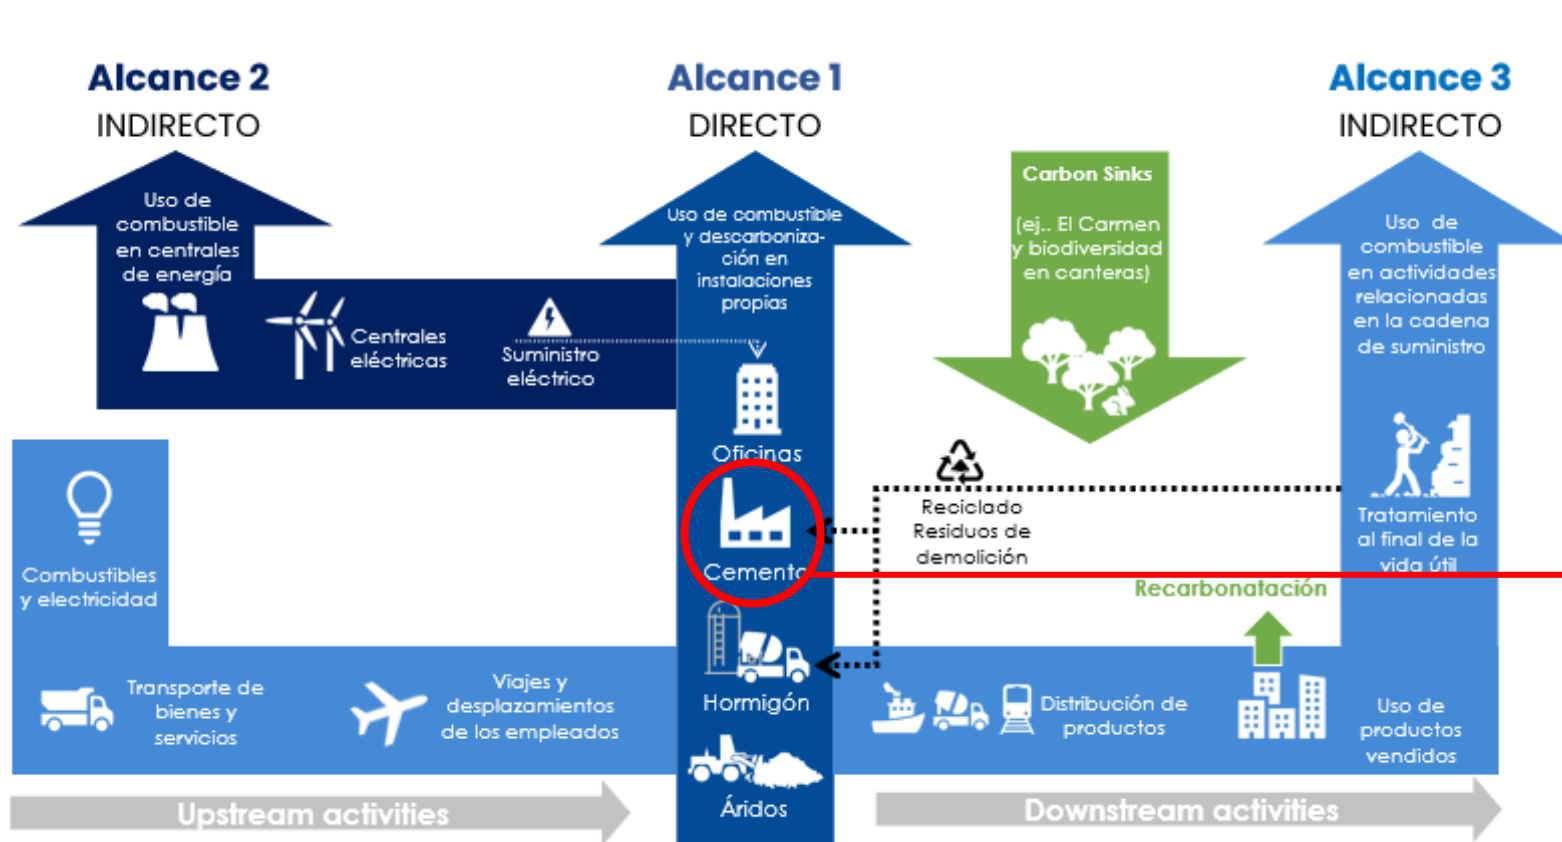 Alcance 2
INDIRECTO
Uso de
combustible
en centrales
de energía
Centrales
eléctricas
Suministro
eléctrico
Alcance 1
DIRECTO
Uso de combustible
y descarboniza-
ción en
instalaciones
propias
Oficinas
Cemento
Hormigón
Áridos
Carbon Sinks
(ej.. El Carmen
y biodiversidad
en canteras)
Reciclado
Residuos de
demolición
Recarbonatación
Alcance 3
INDIRECTO
Uso de
combustible
en actividades
relacionadas
en la cadena
de suministro
Tratamiento
al final de la
vida útil
Combustibles
y electricidad
Transporte de
bienes y
servicios
Viajes y
desplazamientos
de los empleados
Distribución de
productos
Uso de
productos
vendidos
Upstream activities
Downstream activities